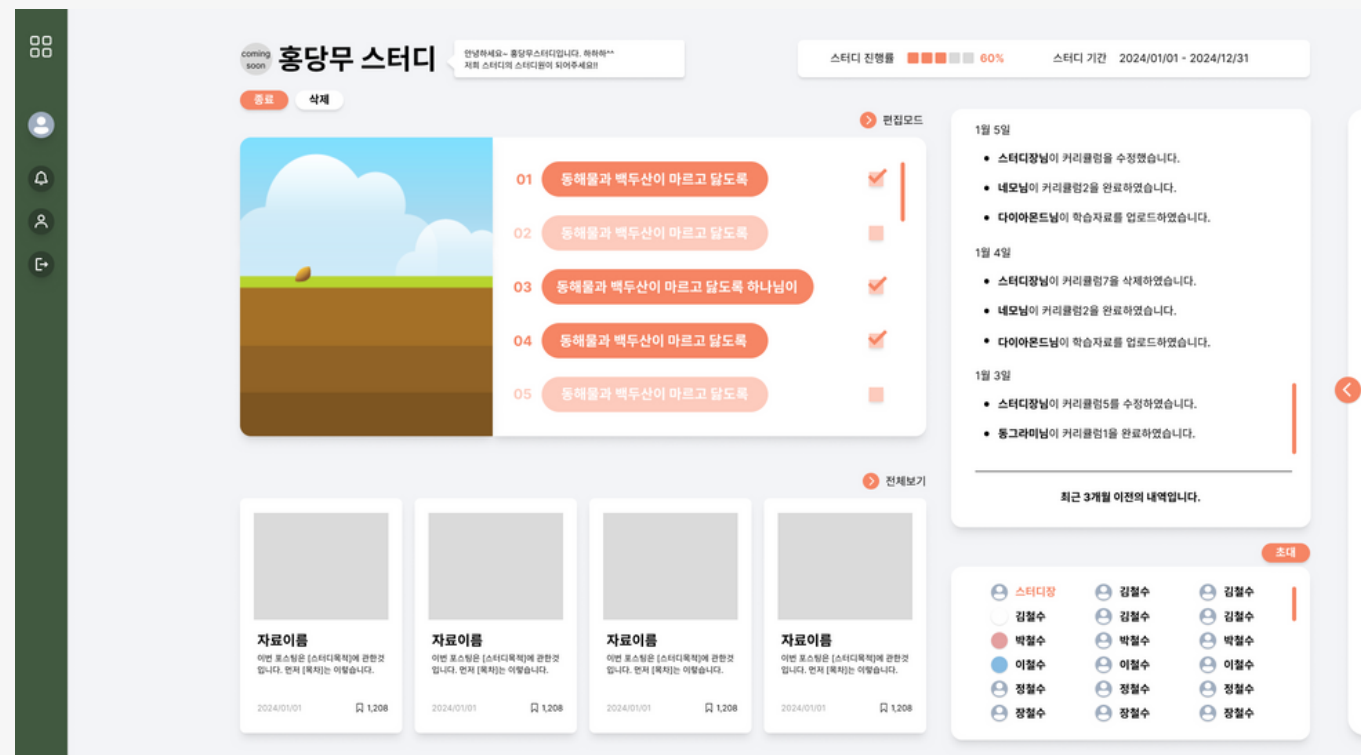 coming
soon
홍당무 스터디
안녕하세요~ 홍당무스터디입니다. 하하하^^
저희 스터디의 스터디원이 되어주세요!!
스터디 진행률 60% 스터디 기간 2024/01/01 - 2024/12/31
종료 삭제
편집모드
01 동해물과 백두산이 마르고 닳도록
02 동해물과 백두산이 마르고 닳도록
03 동해물과 백두산이 마르고 닳도록 하나님이
04 동해물과 백두산이 마르고 닳도록
05 동해물과 백두산이 마르고 닳도록
1월 5일
스터디장님이 커리큘럼을 수정했습니다.
네모님이 커리큘럼2을 완료하였습니다.
다이아몬드님이 학습자료를 업로드하였습니다.
1월 4일
스터디장님이 커리큘럼7을 삭제하였습니다.
네모님이 커리큘럼2을 완료하였습니다.
다이아몬드님이 학습자료를 업로드하였습니다.
1월 3일
스터디장님이 커리큘럼5를 수정하였습니다.
동그라미님이 커리큘럼1을 완료하였습니다.
최근 3개월 이전의 내역입니다.
전체보기
자료이름 자료이름 자료이름 자료이름
이번 포스팅은 [스터디목적]에 관한것 이번 포스팅은 [스터디목적]에 관한것 이번 포스팅은 [스터디목적]에 관한것 이번 포스팅은 [스터디목적]에 관한것
입니다. 먼저 [목차]는 이렇습니다. 입니다. 먼저 [목차]는 이렇습니다. 입니다. 먼저 [목차]는 이렇습니다. 입니다. 먼저 [목차]는 이렇습니다.
2024/01/01 1,208 2024/01/01 1,208 2024/01/01 1,208 2024/01/01 1,208
초대
스터디장 김철수 김철수
김철수 김철수 김철수
박철수 박철수 박철수
이철수 이철수 이철수
정철수 정철수 정철수
장철수 장철수 장철수